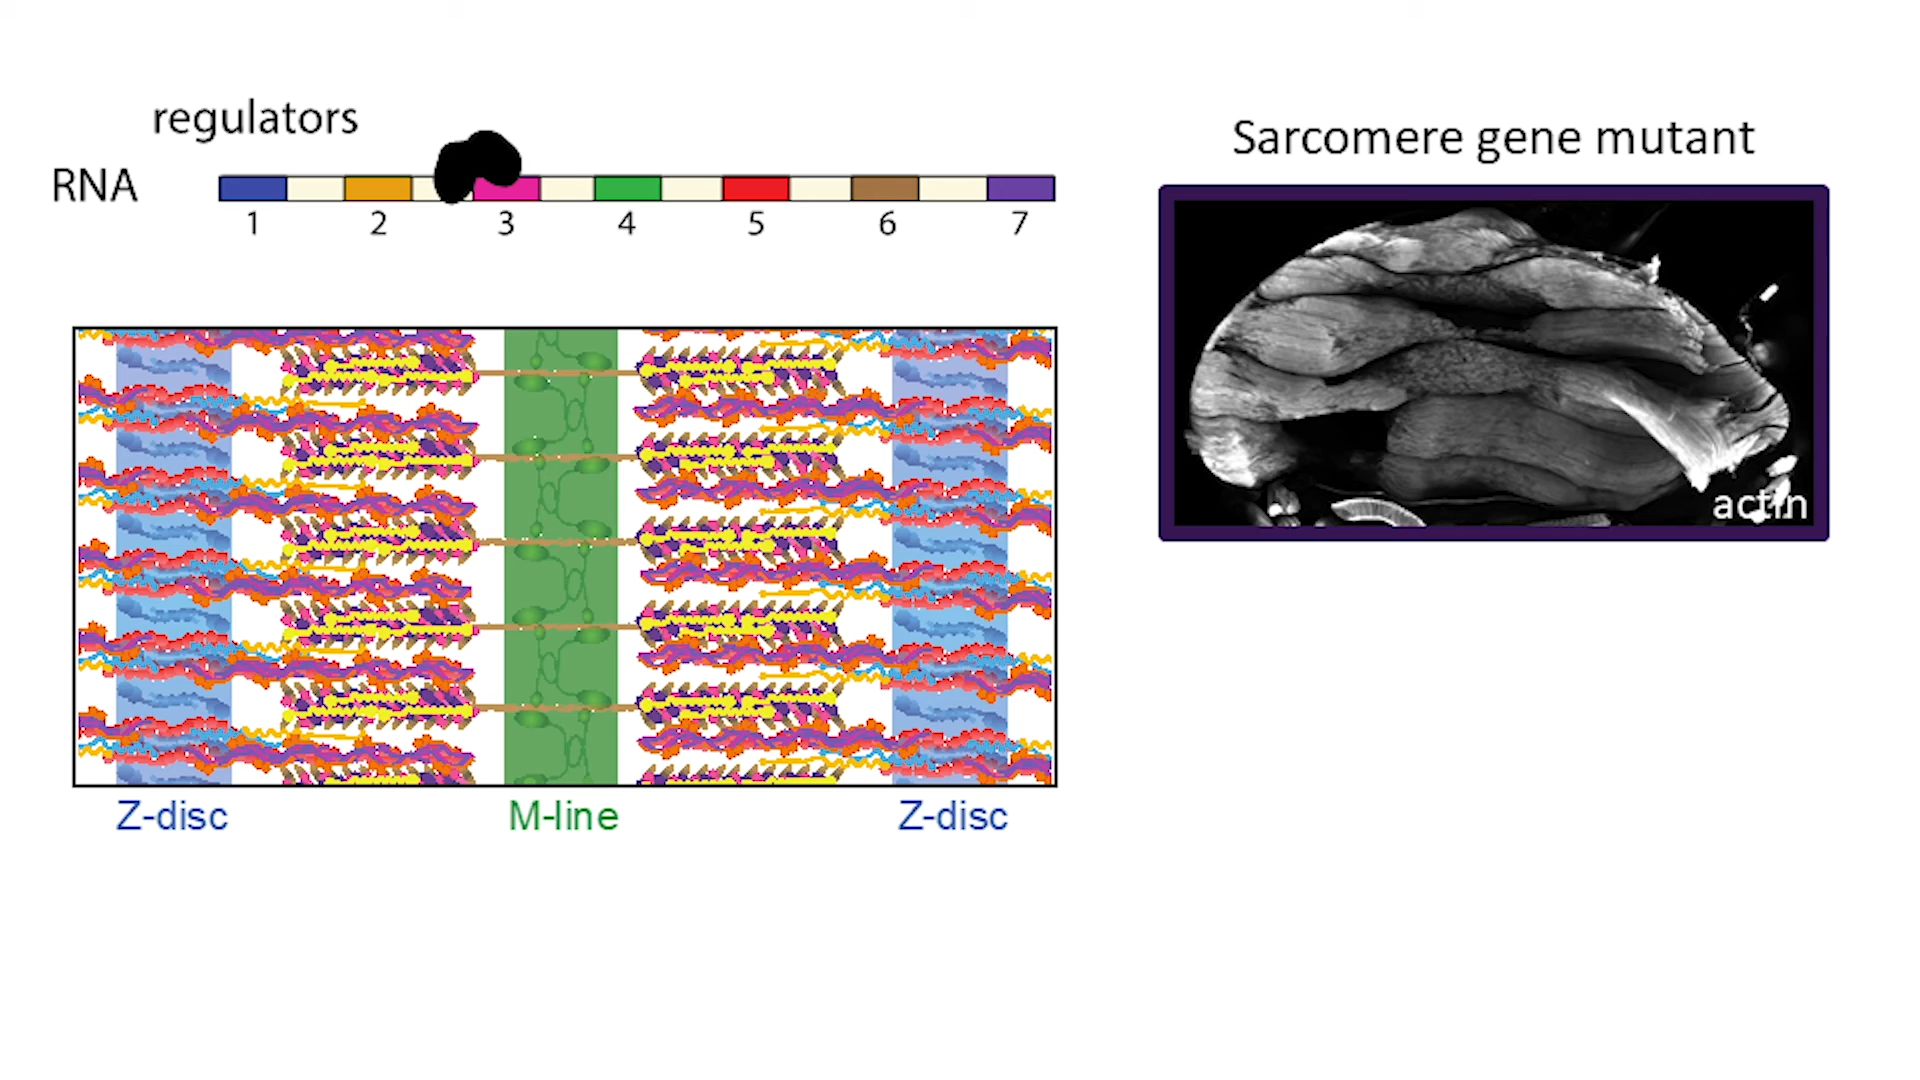 regulators
RNA
1 2 3 4 5 6 7
Z-disc M-line Z-disc
Sarcomere gene mutant
actin